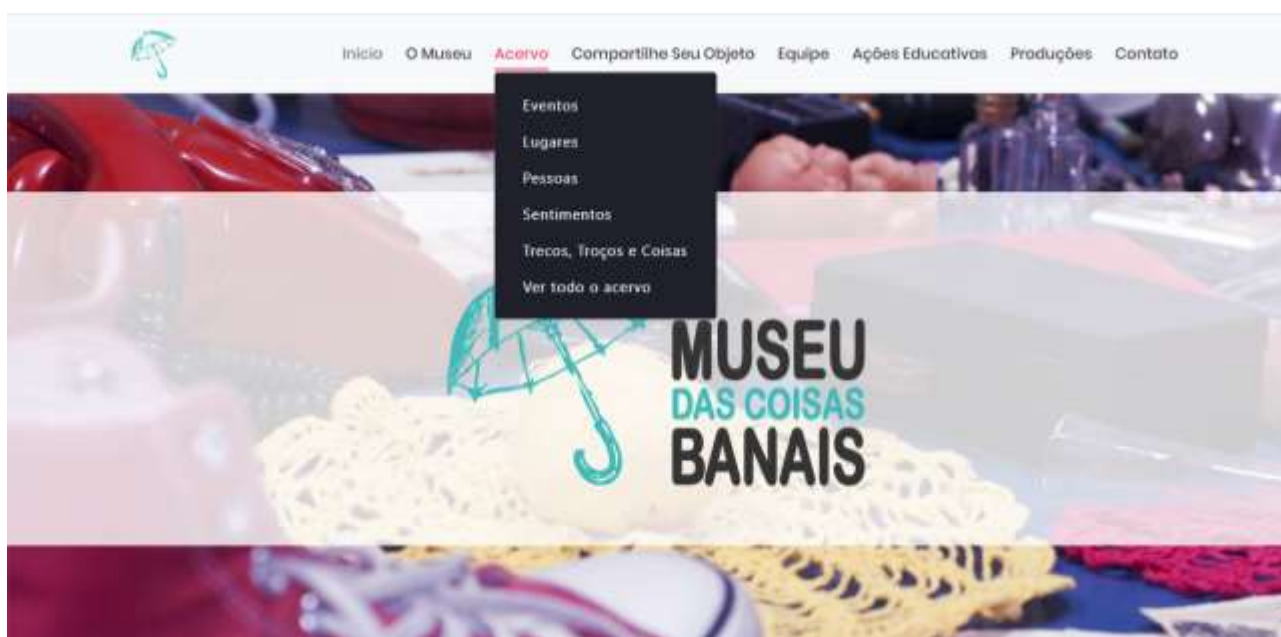 Início O Museu Acervo Compartilhe Seu Objeto Equipe Ações Educativas Produções Contato
Eventos
Lugares
Pessoas
Sentimentos
Trecos, Troços e Coisas
Ver todo o acervo
MUSEU
DAS COISAS
BANAIS